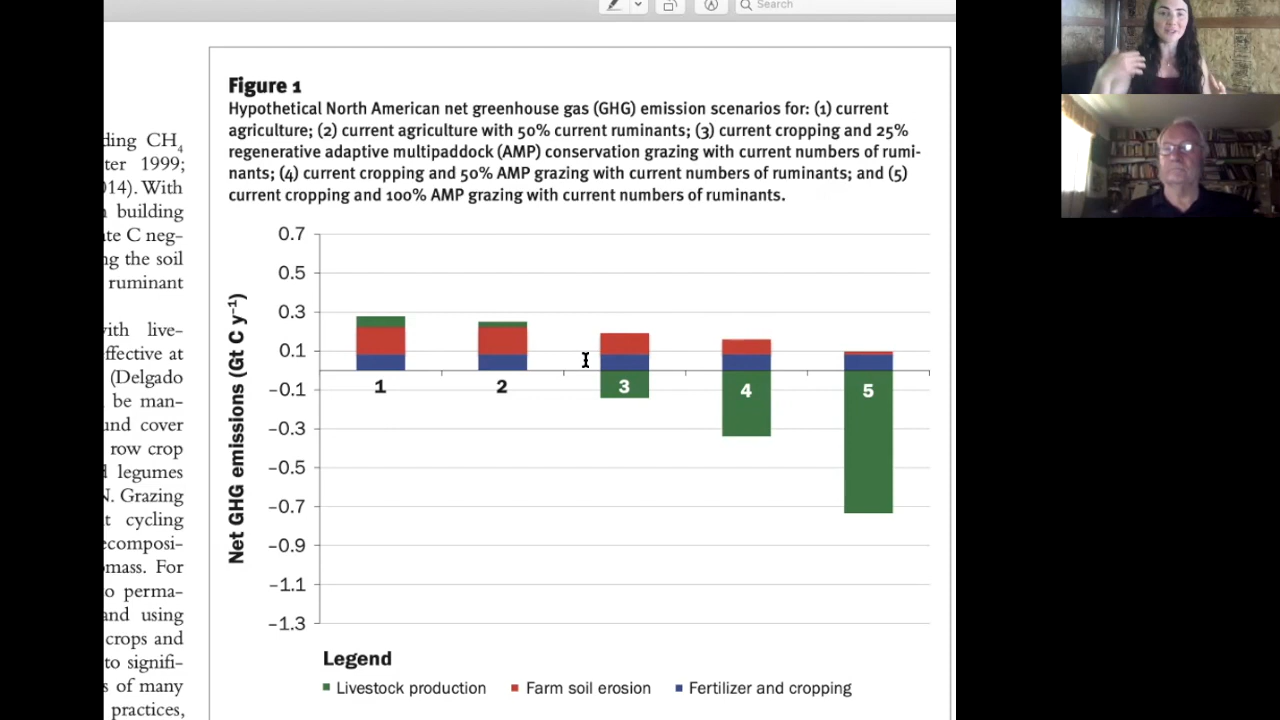 Search
ding CH4
ter 1999;
014). With
building
te C neg-
ng the soil
ruminant
vith live-
ffective at
(Delgado
be man-
und cover
row crop
legumes
N. Grazing
t cycling
ecomposi-
mass. For
o perma-
and using
crops and
to signifi-
s of many
practices,
Figure 1
Hypothetical North American net greenhouse gas (GHG) emission scenarios for: (1) current
agriculture; (2) current agriculture with 50% current ruminants; (3) current cropping and 25%
regenerative adaptive multipaddock (AMP) conservation grazing with current numbers of rumi-
nants; (4) current cropping and 50% AMP grazing with current numbers of ruminants; and (5)
current cropping and 100% AMP grazing with current numbers of ruminants.
Net GHG emissions (Gt C y⁻¹)
0.7
0.5
0.3
0.1
–0.1
–0.3
–0.5
–0.7
–0.9
–1.1
–1.3
1
2
3
4
5
Legend
Livestock production
Farm soil erosion
Fertilizer and cropping